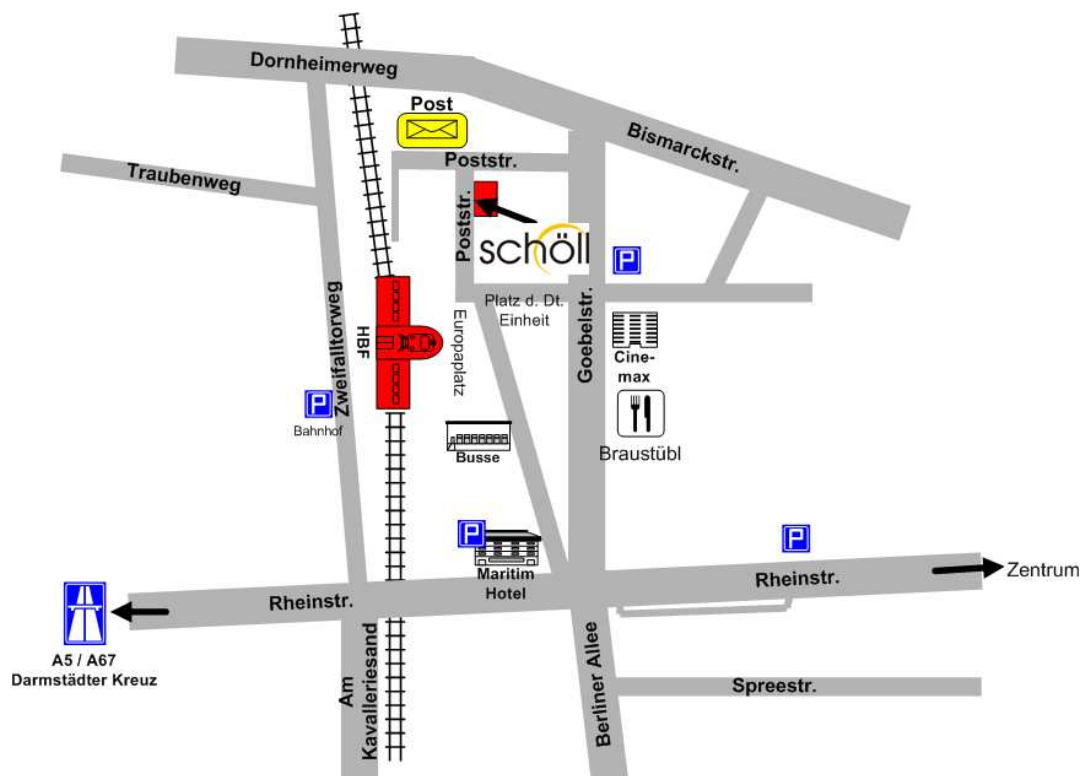 Dornheimerweg
Post
Bismarckstr.
Poststr.
Traubenweg
Poststr.
schöll
P
Platz d. Dt.
Einheit
Europaplatz
HBF
Zweifalltorweg
Goebelstr.
Cine-
max
P
Bahnhof
Busse
Braustübl
P
P
Maritim
Hotel
Rheinstr.
Rheinstr.
Zentrum
A5 / A67
Darmstädter Kreuz
Am
Kavalleriesand
Berliner Allee
Spreestr.